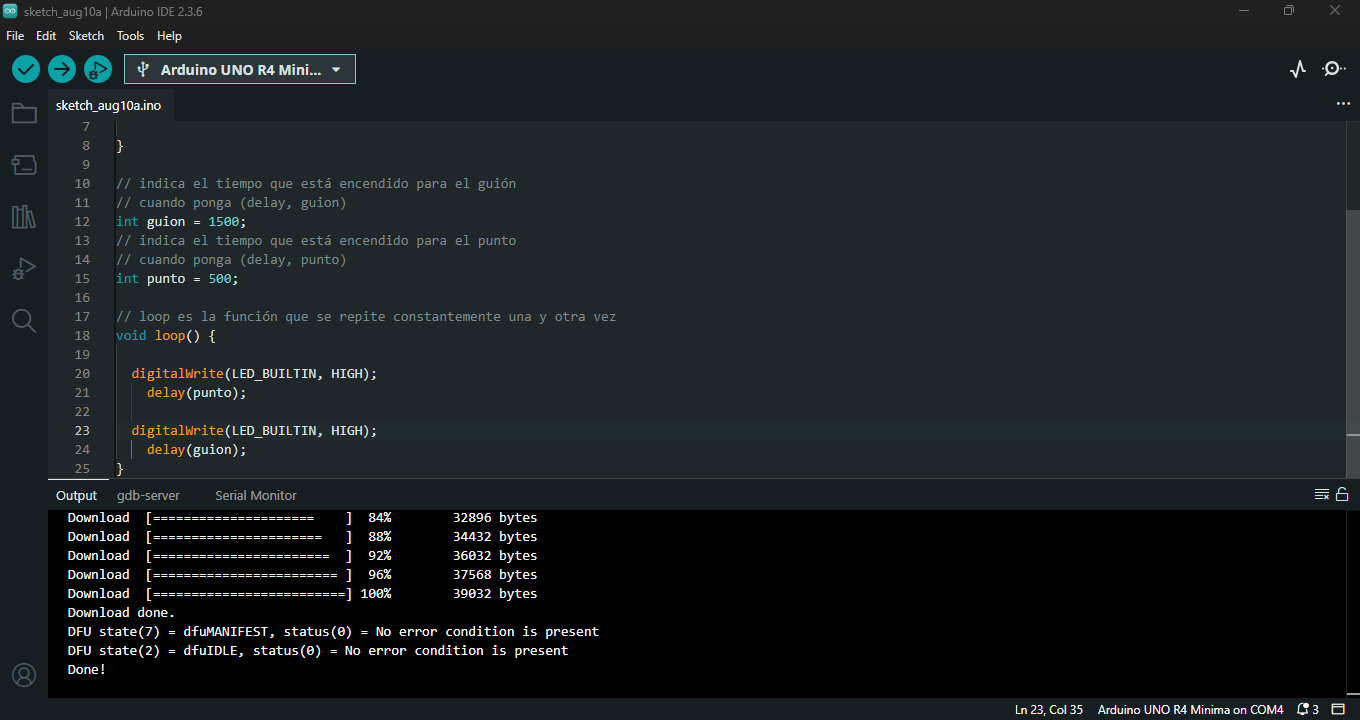 sketch_aug10a | Arduino IDE 2.3.6
File Edit Sketch Tools Help
Arduino UNO R4 Mini...
sketch_aug10a.ino
7
8 }
9
10 // indica el tiempo que está encendido para el guión
11 // cuando ponga (delay, guion)
12 int guion = 1500;
13 // indica el tiempo que está encendido para el punto
14 // cuando ponga (delay, punto)
15 int punto = 500;
16
17 // loop es la función que se repite constantemente una y otra vez
18 void loop() {
19
20 digitalWrite(LED_BUILTIN, HIGH);
21 delay(punto);
22
23 digitalWrite(LED_BUILTIN, HIGH);
24 delay(guion);
25 }
Output gdb-server Serial Monitor
Download [===================== ] 84% 32896 bytes
Download [====================== ] 88% 34432 bytes
Download [======================= ] 92% 36032 bytes
Download [======================== ] 96% 37568 bytes
Download [=========================] 100% 39032 bytes
Download done.
DFU state(7) = dfuMANIFEST, status(0) = No error condition is present
DFU state(2) = dfuIDLE, status(0) = No error condition is present
Done!
Ln 23, Col 35 Arduino UNO R4 Minima on COM4 3